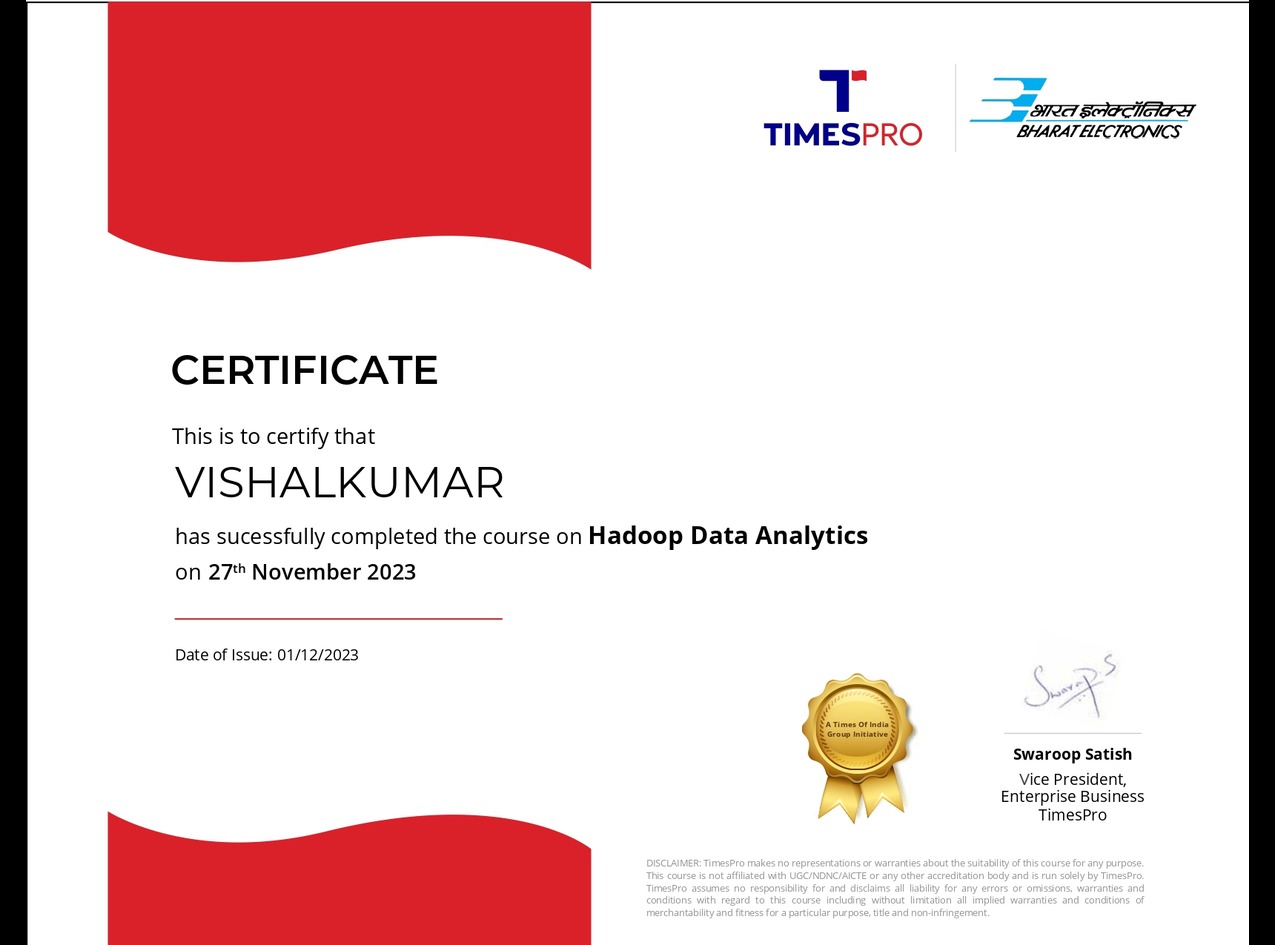 TIMESPRO
भारत इलेक्ट्रॉनिक्स
BHARAT ELECTRONICS
CERTIFICATE
This is to certify that
VISHALKUMAR
has sucessfully completed the course on Hadoop Data Analytics
on 27th November 2023
Date of Issue: 01/12/2023
A Times Of India
Group Initiative
Swaroop S
Swaroop Satish
Vice President,
Enterprise Business
TimesPro
DISCLAIMER: TimesPro makes no representations or warranties about the suitability of this course for any purpose.
This course is not affiliated with UGC/NDNC/AICTE or any other accreditation body and is run solely by TimesPro.
TimesPro assumes no responsibility for and disclaims all liability for any errors or omissions, warranties and
conditions with regard to this course including without limitation all implied warranties and conditions of
merchantability and fitness for a particular purpose, title and non-infringement.